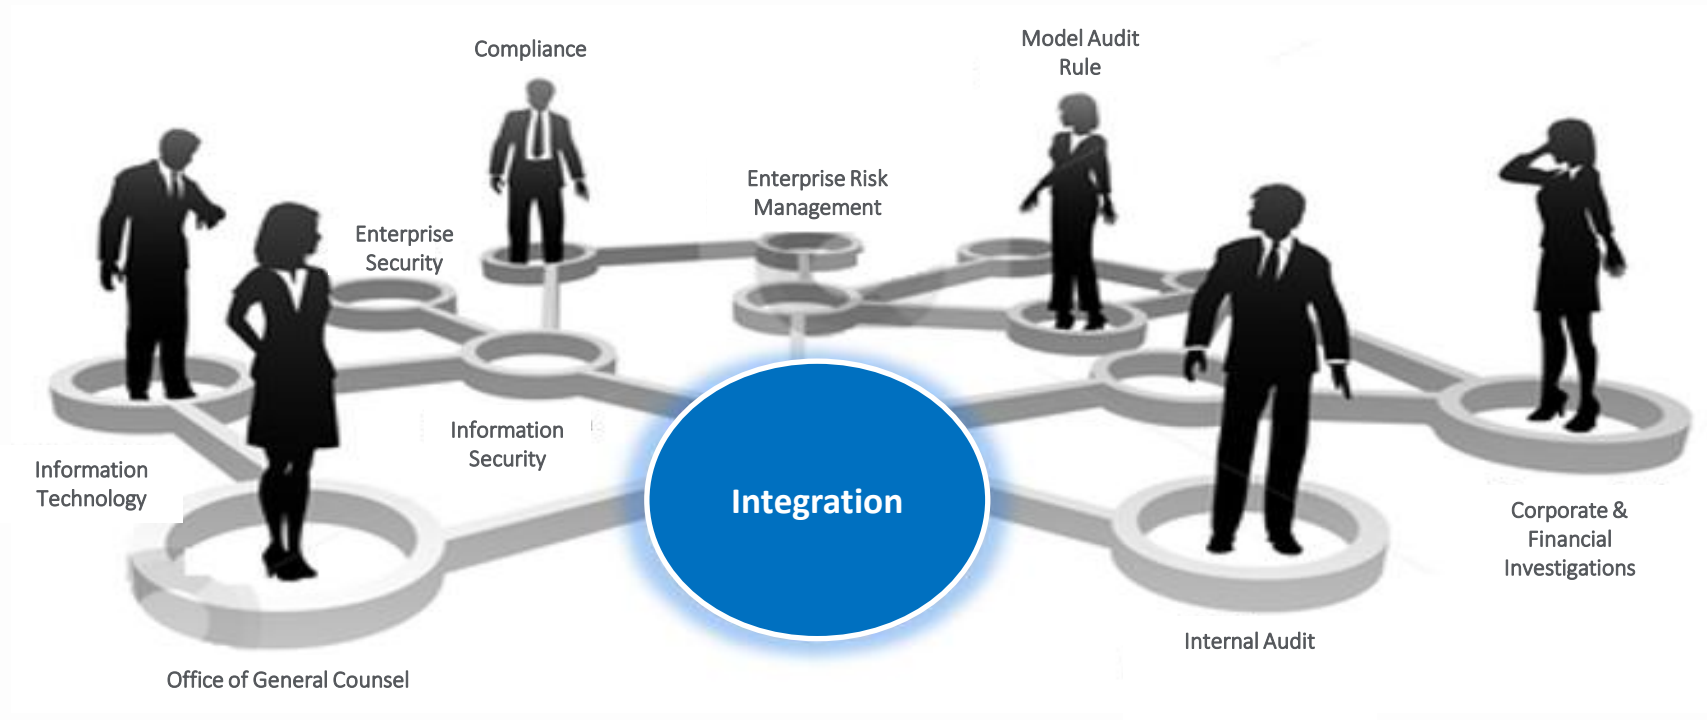 Compliance
Model Audit
Rule
Enterprise Risk
Management
Enterprise
Security
Information
Security
Information
Technology
Integration
Corporate &
Financial
Investigations
Internal Audit
Office of General Counsel